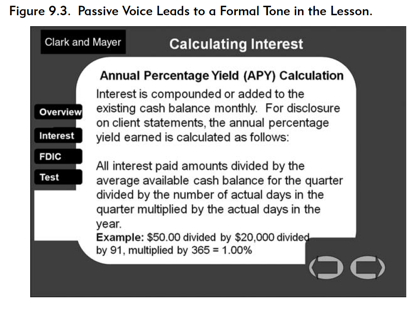 Figure 9.3. Passive Voice Leads to a Formal Tone in the Lesson.
Clark and Mayer
Calculating Interest
Annual Percentage Yield (APY) Calculation
Interest is compounded or added to the
existing cash balance monthly. For disclosure
on client statements, the annual percentage
yield earned is calculated as follows:
All interest paid amounts divided by the
average available cash balance for the quarter
divided by the number of actual days in the
quarter multiplied by the actual days in the
year.
Example: $50.00 divided by $20,000 divided
by 91, multiplied by 365 = 1.00%
Overview
Interest
FDIC
Test